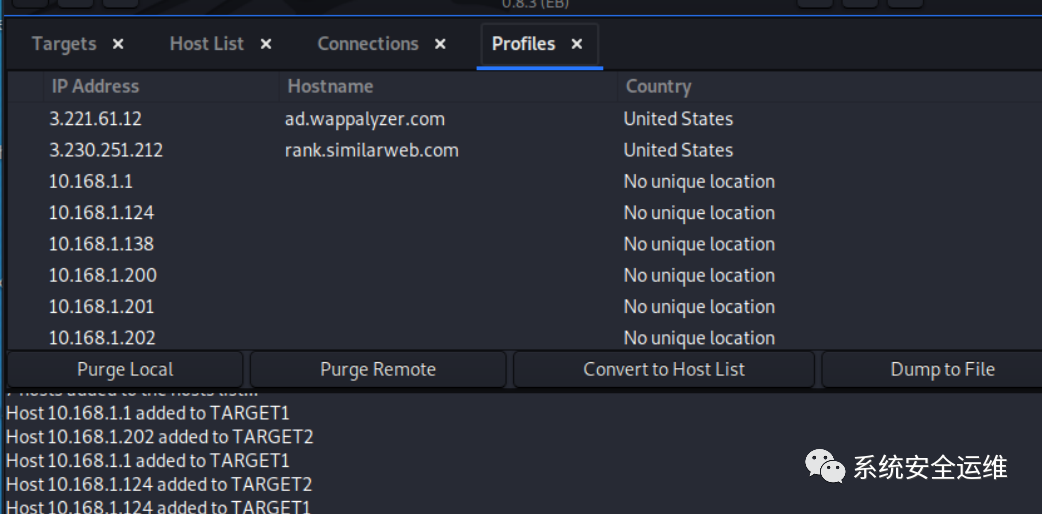 0.8.3 (EB)
Targets × Host List × Connections × Profiles ×
IP Address Hostname Country
3.221.61.12 ad.wappalyzer.com United States
3.230.251.212 rank.similarweb.com United States
10.168.1.1 No unique location
10.168.1.124 No unique location
10.168.1.138 No unique location
10.168.1.200 No unique location
10.168.1.201 No unique location
10.168.1.202 No unique location
Purge Local Purge Remote Convert to Host List Dump to File
hosts added to the hosts list...
Host 10.168.1.1 added to TARGET1
Host 10.168.1.202 added to TARGET2
Host 10.168.1.1 added to TARGET1
Host 10.168.1.124 added to TARGET2
Host 10.168.1.124 added to TARGET1
系统安全运维